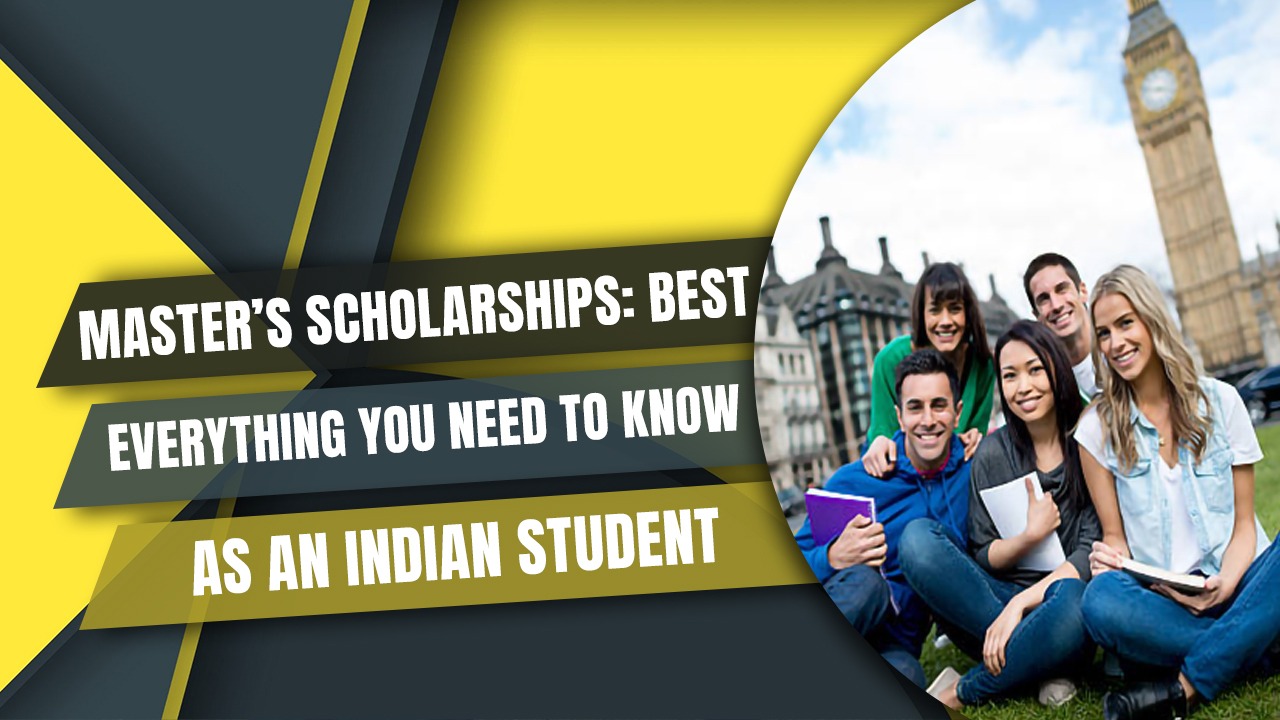 MASTER’S SCHOLARSHIPS: BEST
EVERYTHING YOU NEED TO KNOW
AS AN INDIAN STUDENT